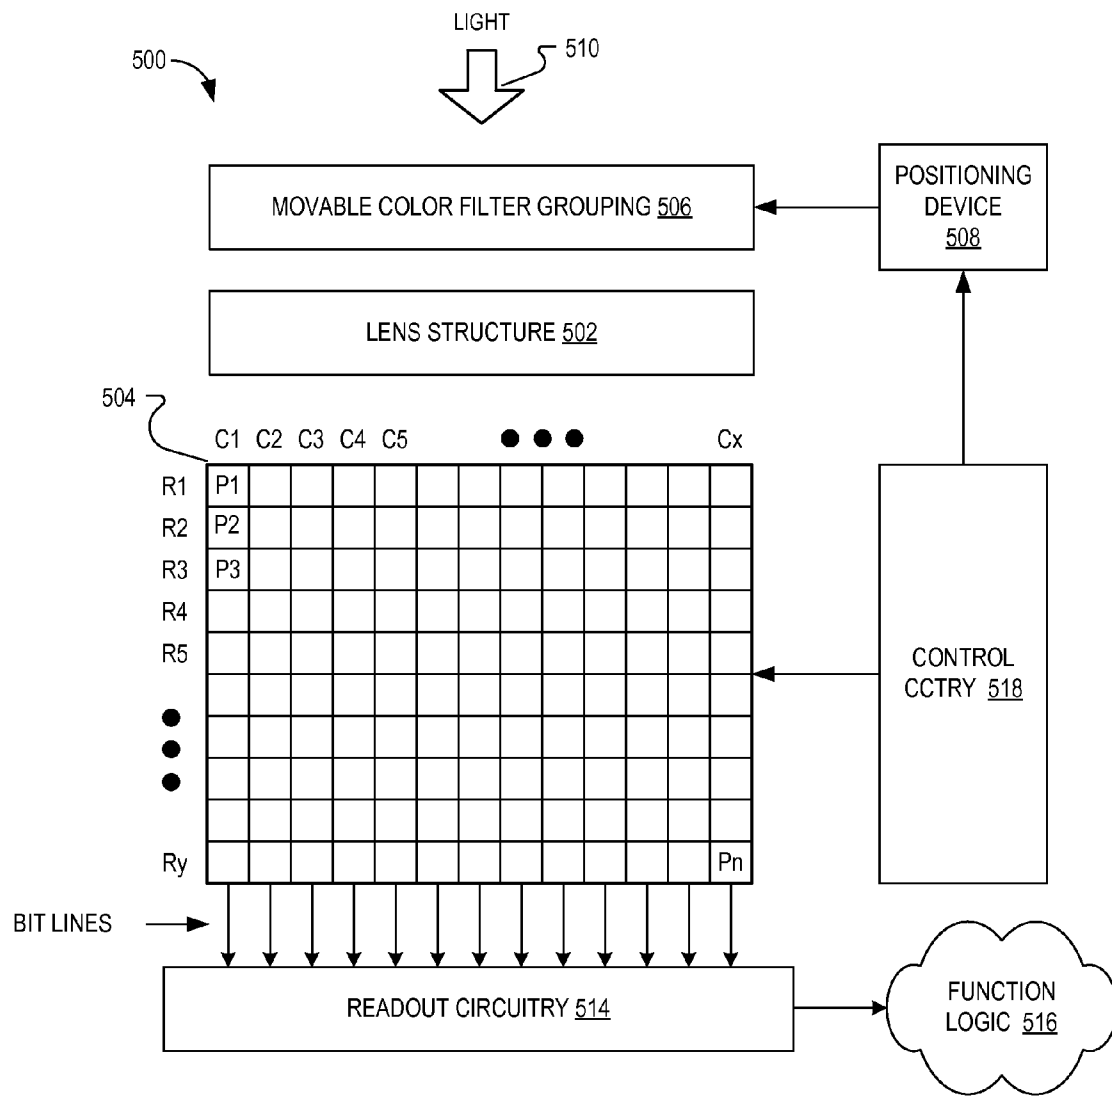 LIGHT
510
500
POSITIONING
DEVICE
508
MOVABLE COLOR FILTER GROUPING 506
LENS STRUCTURE 502
504
C1 C2 C3 C4 C5 Cx
R1 P1
R2 P2
R3 P3
R4
R5
CONTROL
CCTRY 518
Ry Pn
BIT LINES
READOUT CIRCUITRY 514
FUNCTION
LOGIC 516